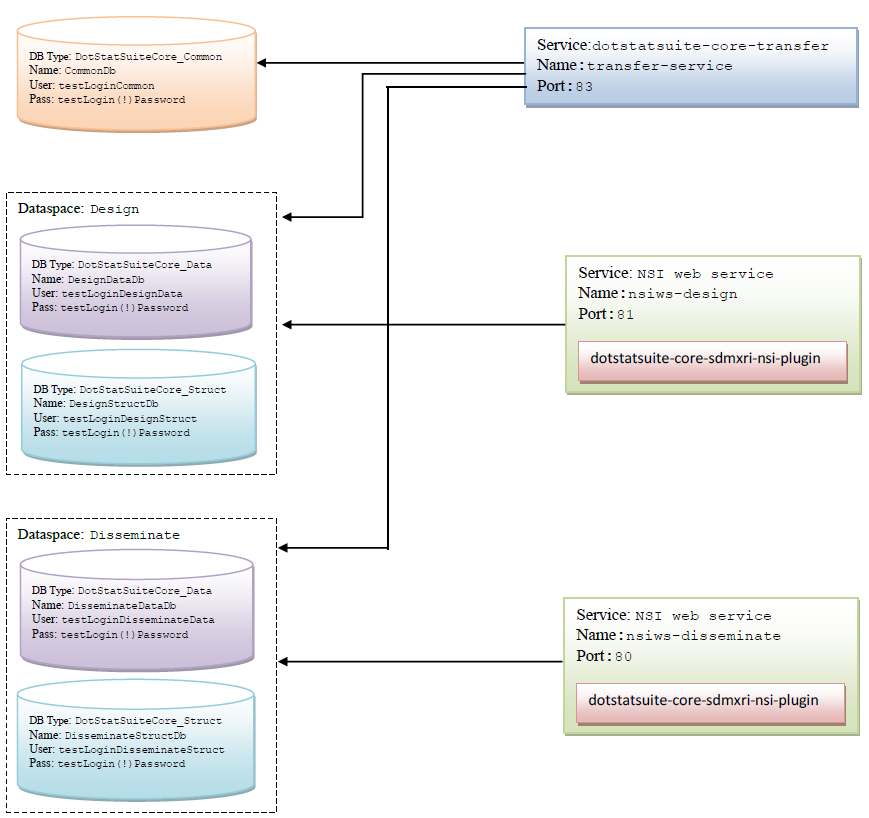 DB Type: DotStatSuiteCore_Common
Name: CommonDb
User: testLoginCommon
Pass: testLogin(!)Password
Service:dotstatsuite-core-transfer
Name:transfer-service
Port:83
Dataspace: Design
DB Type: DotStatSuiteCore_Data
Name: DesignDataDb
User: testLoginDesignData
Pass: testLogin(!)Password
DB Type: DotStatSuiteCore_Struct
Name: DesignStructDb
User: testLoginDesignStruct
Pass: testLogin(!)Password
Service: NSI web service
Name:nsiws-design
Port:81
dotstatsuite-core-sdmxri-nsi-plugin
Dataspace: Disseminate
DB Type: DotStatSuiteCore_Data
Name: DisseminateDataDb
User: testLoginDisseminateData
Pass: testLogin(!)Password
DB Type: DotStatSuiteCore_Struct
Name: DisseminateStructDb
User: testLoginDisseminateStruct
Pass: testLogin(!)Password
Service: NSI web service
Name:nsiws-disseminate
Port:80
dotstatsuite-core-sdmxri-nsi-plugin